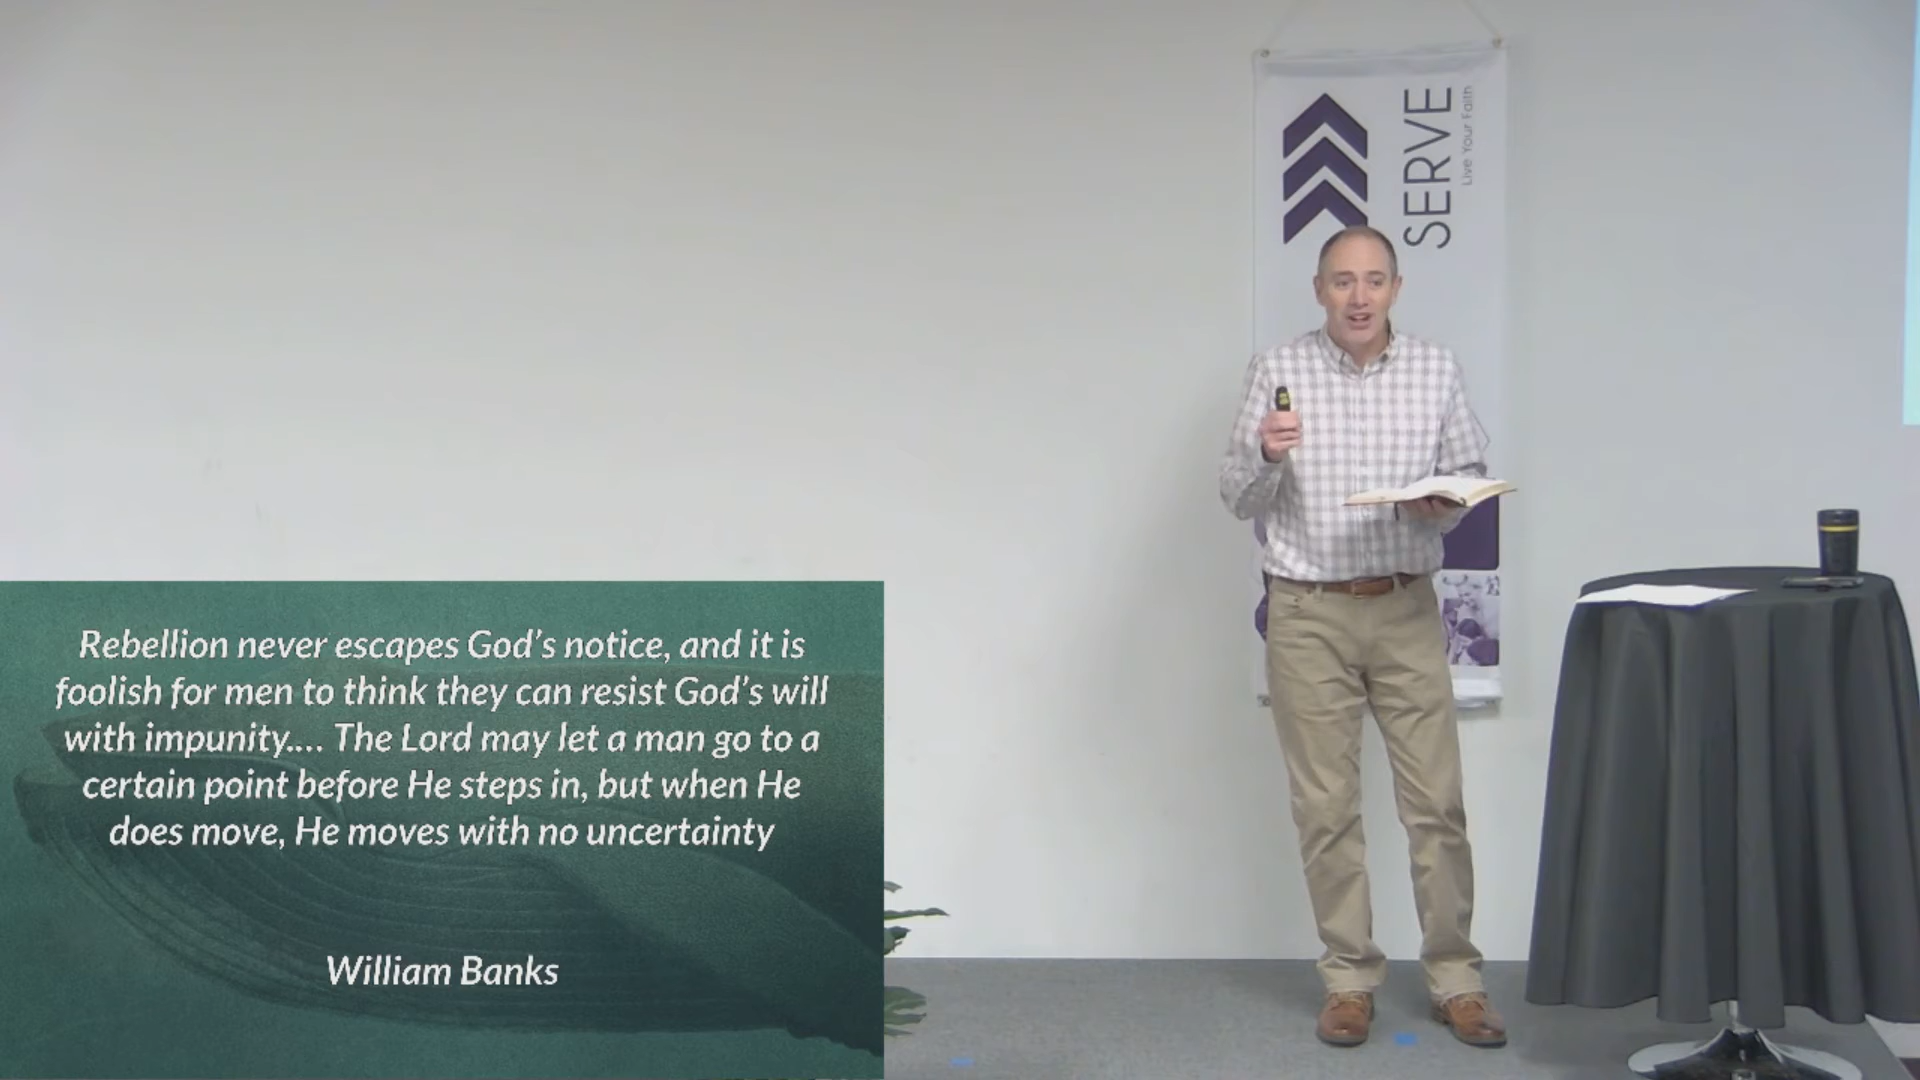 SERVE
Live Your Faith
Rebellion never escapes God's notice, and it is
foolish for men to think they can resist God's will
with impunity.... The Lord may let a man go to a
certain point before He steps in, but when He
does move, He moves with no uncertainty
William Banks